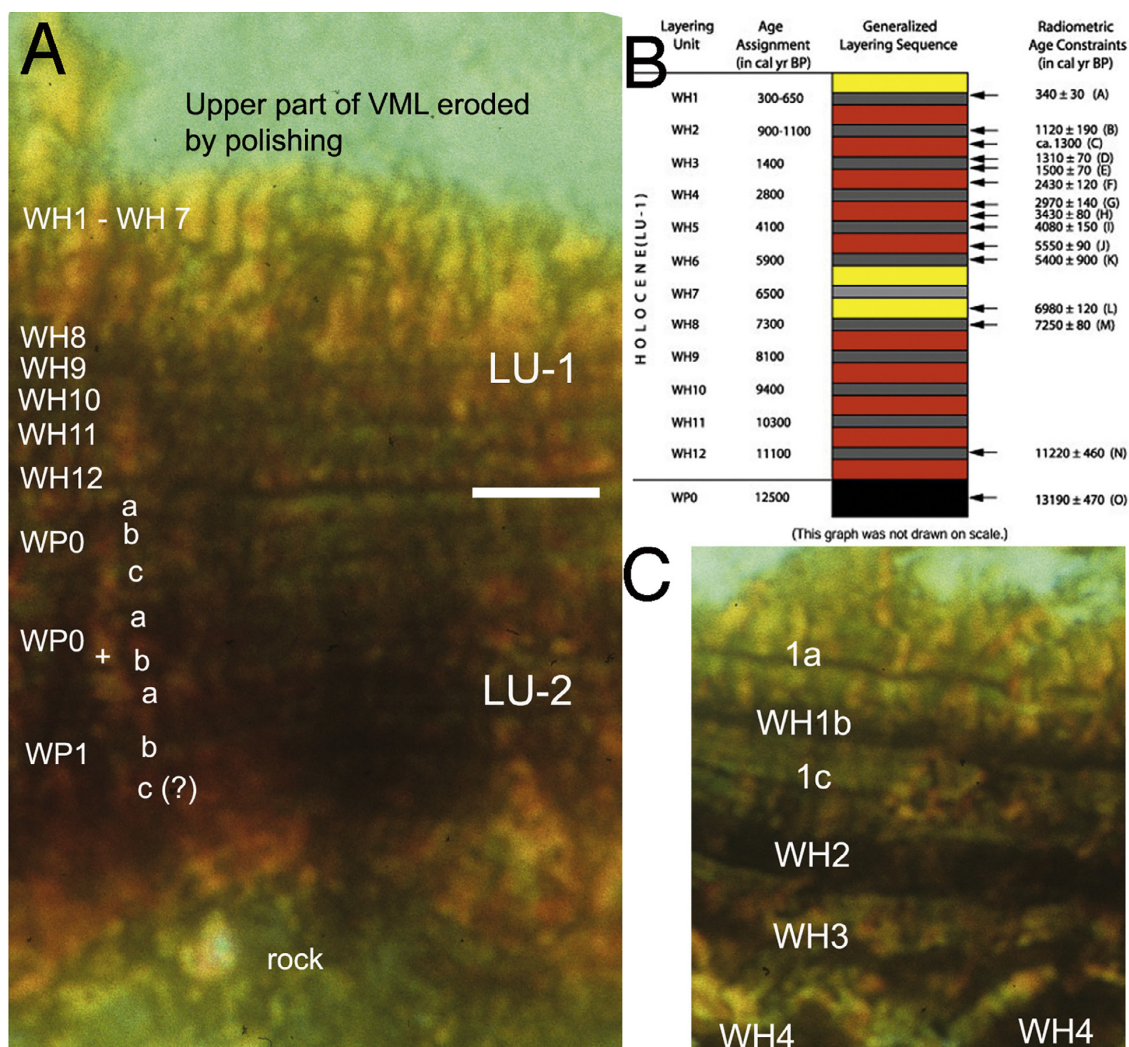 A
Upper part of VML eroded
by polishing
WH1 - WH 7
WH8
WH9
WH10
WH11
WH12
LU-1
a
b
c
WP0
a
WP0 +
b
a
LU-2
WP1
b
c (?)
rock
B
Layering Unit
Age Assignment (in cal yr BP)
Generalized Layering Sequence
Radiometric Age Constraints (in cal yr BP)
HOLOCENE(LU-1)
WH1 300-650
WH2 900-1100
WH3 1400
WH4 2800
WH5 4100
WH6 5900
WH7 6500
WH8 7300
WH9 8100
WH10 9400
WH11 10300
WH12 11100
WP0 12500
340 ± 30 (A)
1120 ± 190 (B)
ca. 1300 (C)
1310 ± 70 (D)
1500 ± 70 (E)
2430 ± 120 (F)
2970 ± 140 (G)
3430 ± 80 (H)
4080 ± 150 (I)
5550 ± 90 (J)
5400 ± 900 (K)
6980 ± 120 (L)
7250 ± 80 (M)
11220 ± 460 (N)
13190 ± 470 (O)
(This graph was not drawn on scale.)
C
1a
WH1b
1c
WH2
WH3
WH4 WH4